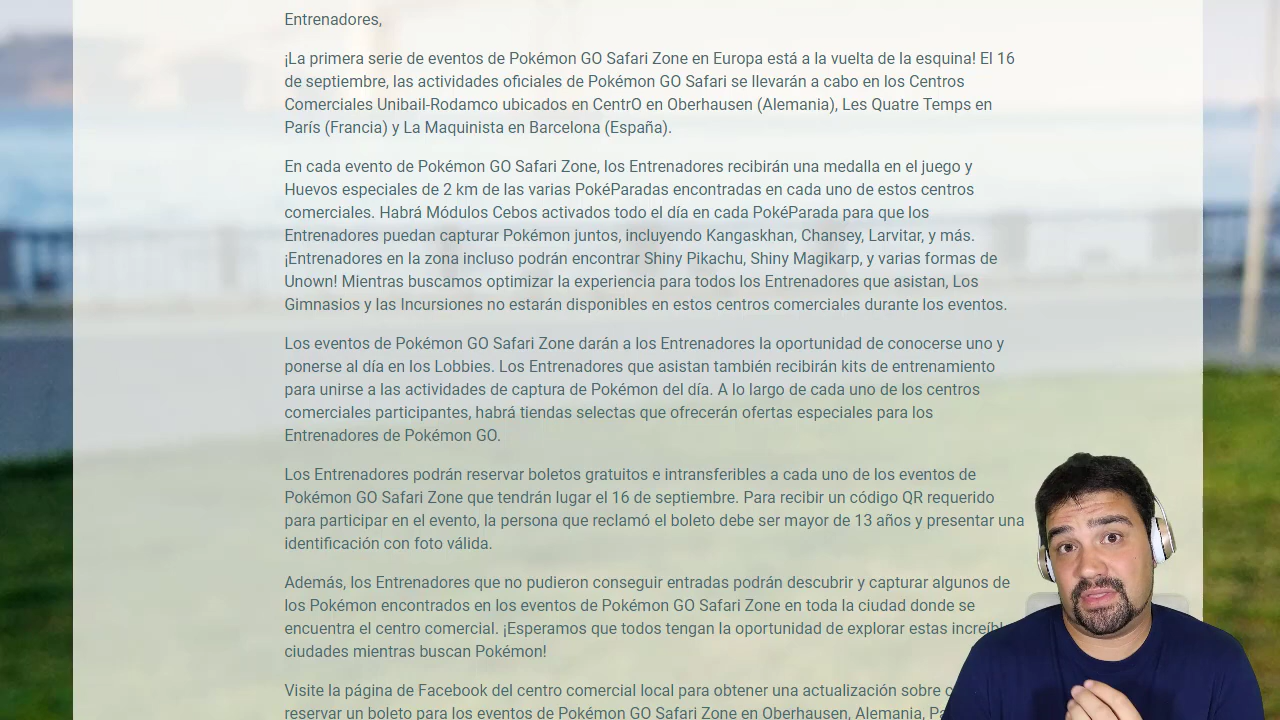 Entrenadores,
¡La primera serie de eventos de Pokémon GO Safari Zone en Europa está a la vuelta de la esquina! El 16
de septiembre, las actividades oficiales de Pokémon GO Safari se llevarán a cabo en los Centros
Comerciales Unibail-Rodamco ubicados en CentrO en Oberhausen (Alemania), Les Quatre Temps en
París (Francia) y La Maquinista en Barcelona (España).
En cada evento de Pokémon GO Safari Zone, los Entrenadores recibirán una medalla en el juego y
Huevos especiales de 2 km de las varias PokéParadas encontradas en cada uno de estos centros
comerciales. Habrá Módulos Cebos activados todo el día en cada PokéParada para que los
Entrenadores puedan capturar Pokémon juntos, incluyendo Kangaskhan, Chansey, Larvitar, y más.
¡Entrenadores en la zona incluso podrán encontrar Shiny Pikachu, Shiny Magikarp, y varias formas de
Unown! Mientras buscamos optimizar la experiencia para todos los Entrenadores que asistan, Los
Gimnasios y las Incursiones no estarán disponibles en estos centros comerciales durante los eventos.
Los eventos de Pokémon GO Safari Zone darán a los Entrenadores la oportunidad de conocerse uno y
ponerse al día en los Lobbies. Los Entrenadores que asistan también recibirán kits de entrenamiento
para unirse a las actividades de captura de Pokémon del día. A lo largo de cada uno de los centros
comerciales participantes, habrá tiendas selectas que ofrecerán ofertas especiales para los
Entrenadores de Pokémon GO.
Los Entrenadores podrán reservar boletos gratuitos e intransferibles a cada uno de los eventos de
Pokémon GO Safari Zone que tendrán lugar el 16 de septiembre. Para recibir un código QR requerido
para participar en el evento, la persona que reclamó el boleto debe ser mayor de 13 años y presentar una
identificación con foto válida.
Además, los Entrenadores que no pudieron conseguir entradas podrán descubrir y capturar algunos de
los Pokémon encontrados en los eventos de Pokémon GO Safari Zone en toda la ciudad donde se
encuentra el centro comercial. ¡Esperamos que todos tengan la oportunidad de explorar estas
ciudades mientras buscan Pokémon!
Visite la página de Facebook del centro comercial local para obtener una actualización sobre
reservar un boleto para los eventos de Pokémon GO Safari Zone en Oberhausen, Alemania,